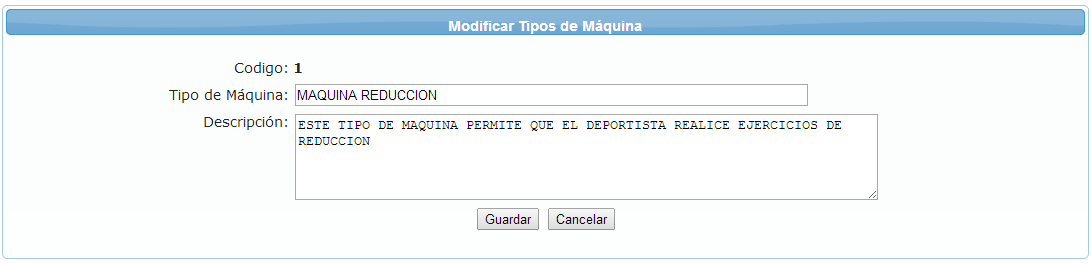 Modificar Tipos de Máquina
Codigo: 1
Tipo de Máquina: MAQUINA REDUCCION
Descripción: ESTE TIPO DE MAQUINA PERMITE QUE EL DEPORTISTA REALICE EJERCICIOS DE
REDUCCION
Guardar Cancelar